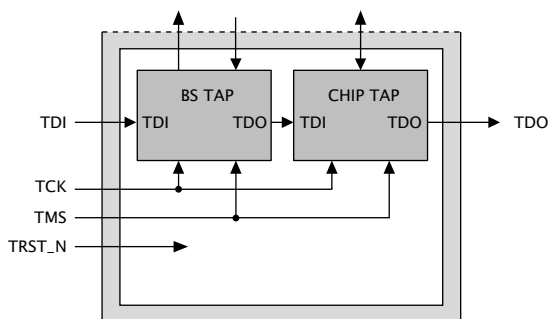 BS TAP CHIP TAP
TDI TDI TDO TDI TDO TDO
TCK
TMS
TRST_N